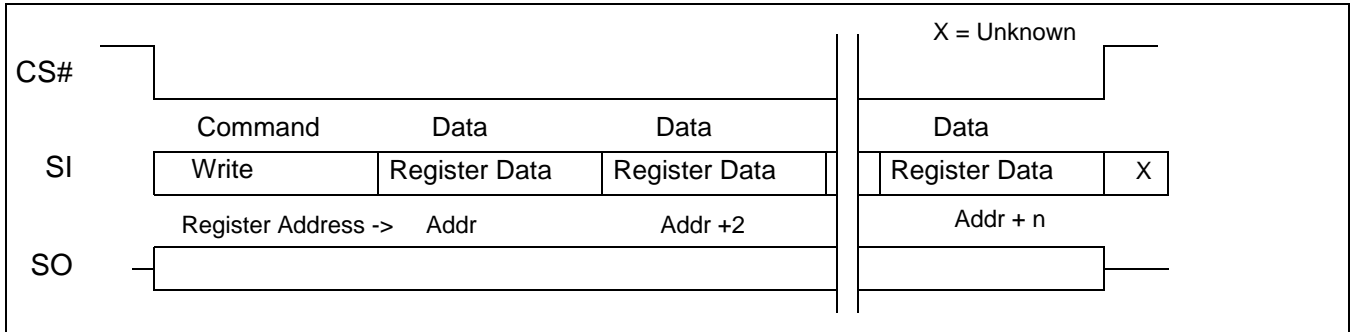 X = Unknown
CS#
Command Data Data Data
SI Write Register Data Register Data Register Data X
Register Address -> Addr Addr +2 Addr + n
SO